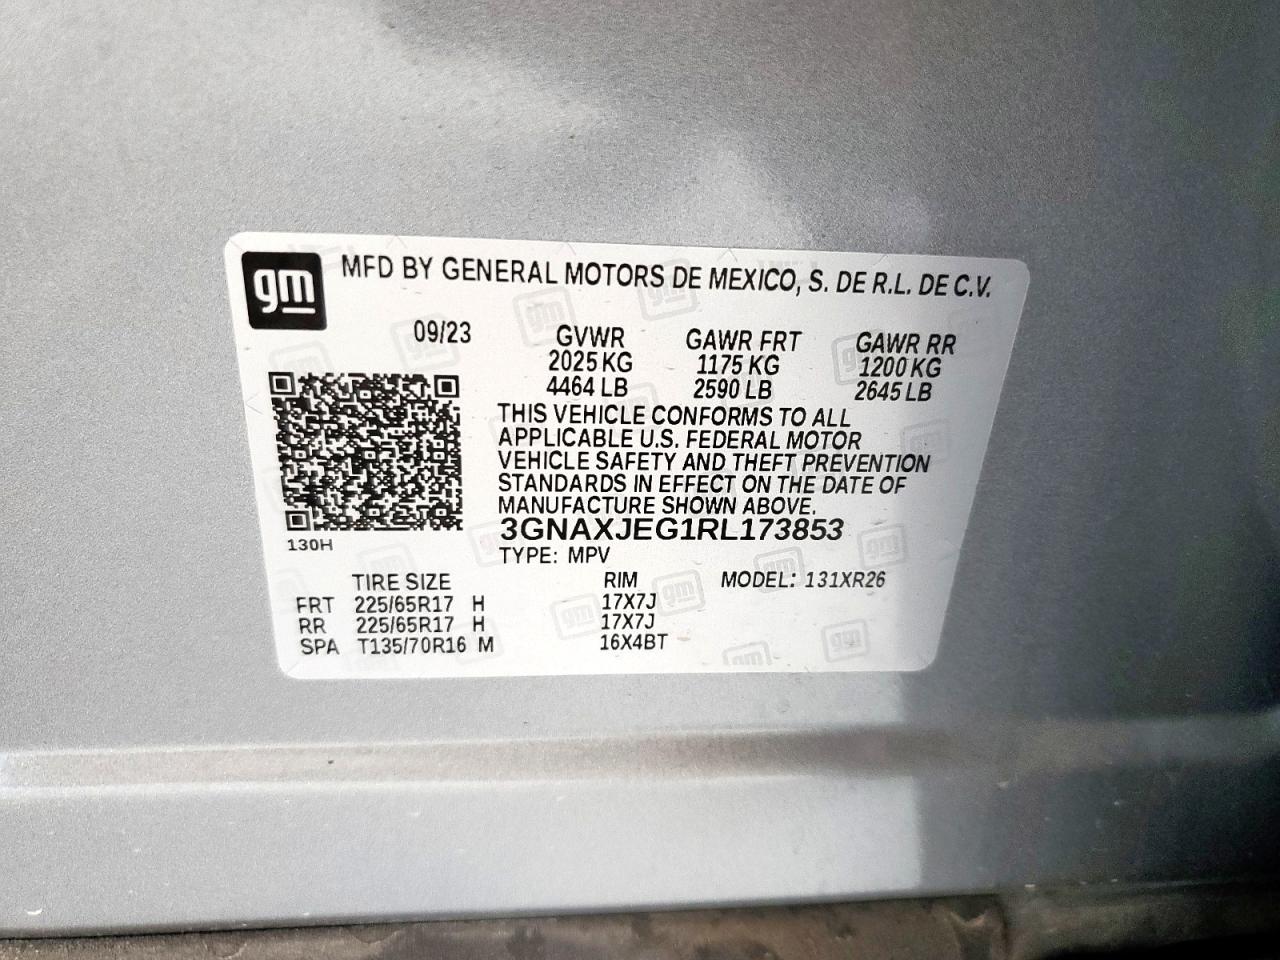 gm MFD BY GENERAL MOTORS DE MEXICO, S. DE R.L. DE C.V.
09/23 GVWR GAWR FRT GAWR RR
2025 KG 1175 KG 1200 KG
4464 LB 2590 LB 2645 LB
THIS VEHICLE CONFORMS TO ALL
APPLICABLE U.S. FEDERAL MOTOR
VEHICLE SAFETY AND THEFT PREVENTION
STANDARDS IN EFFECT ON THE DATE OF
MANUFACTURE SHOWN ABOVE.
3GNAXJEG1RL173853
130H
TYPE: MPV
TIRE SIZE RIM MODEL: 131XR26
FRT 225/65R17 H 17X7J
RR 225/65R17 H 17X7J
SPA T135/70R16 M 16X4BT